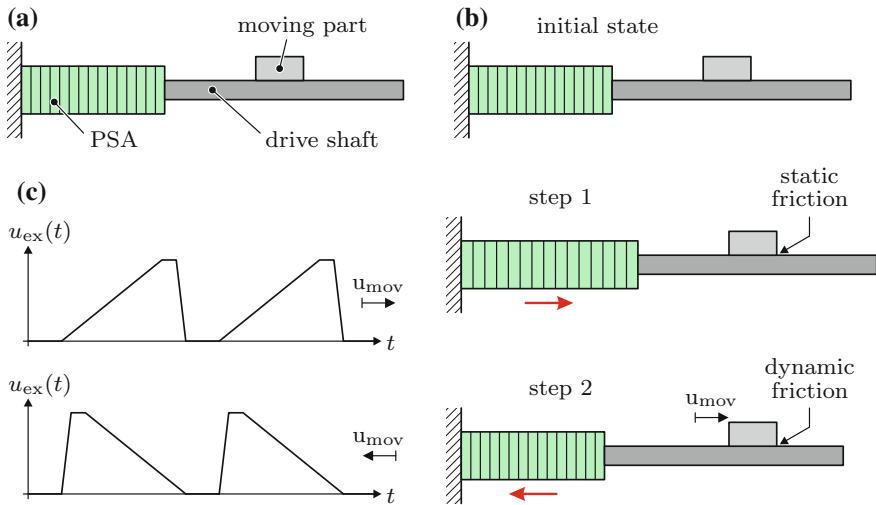 (a)
moving part
PSA
drive shaft
(b)
initial state
step 1
static
friction
step 2
u_mov
dynamic
friction
(c)
u_ex(t)
u_mov
t
u_ex(t)
u_mov
t